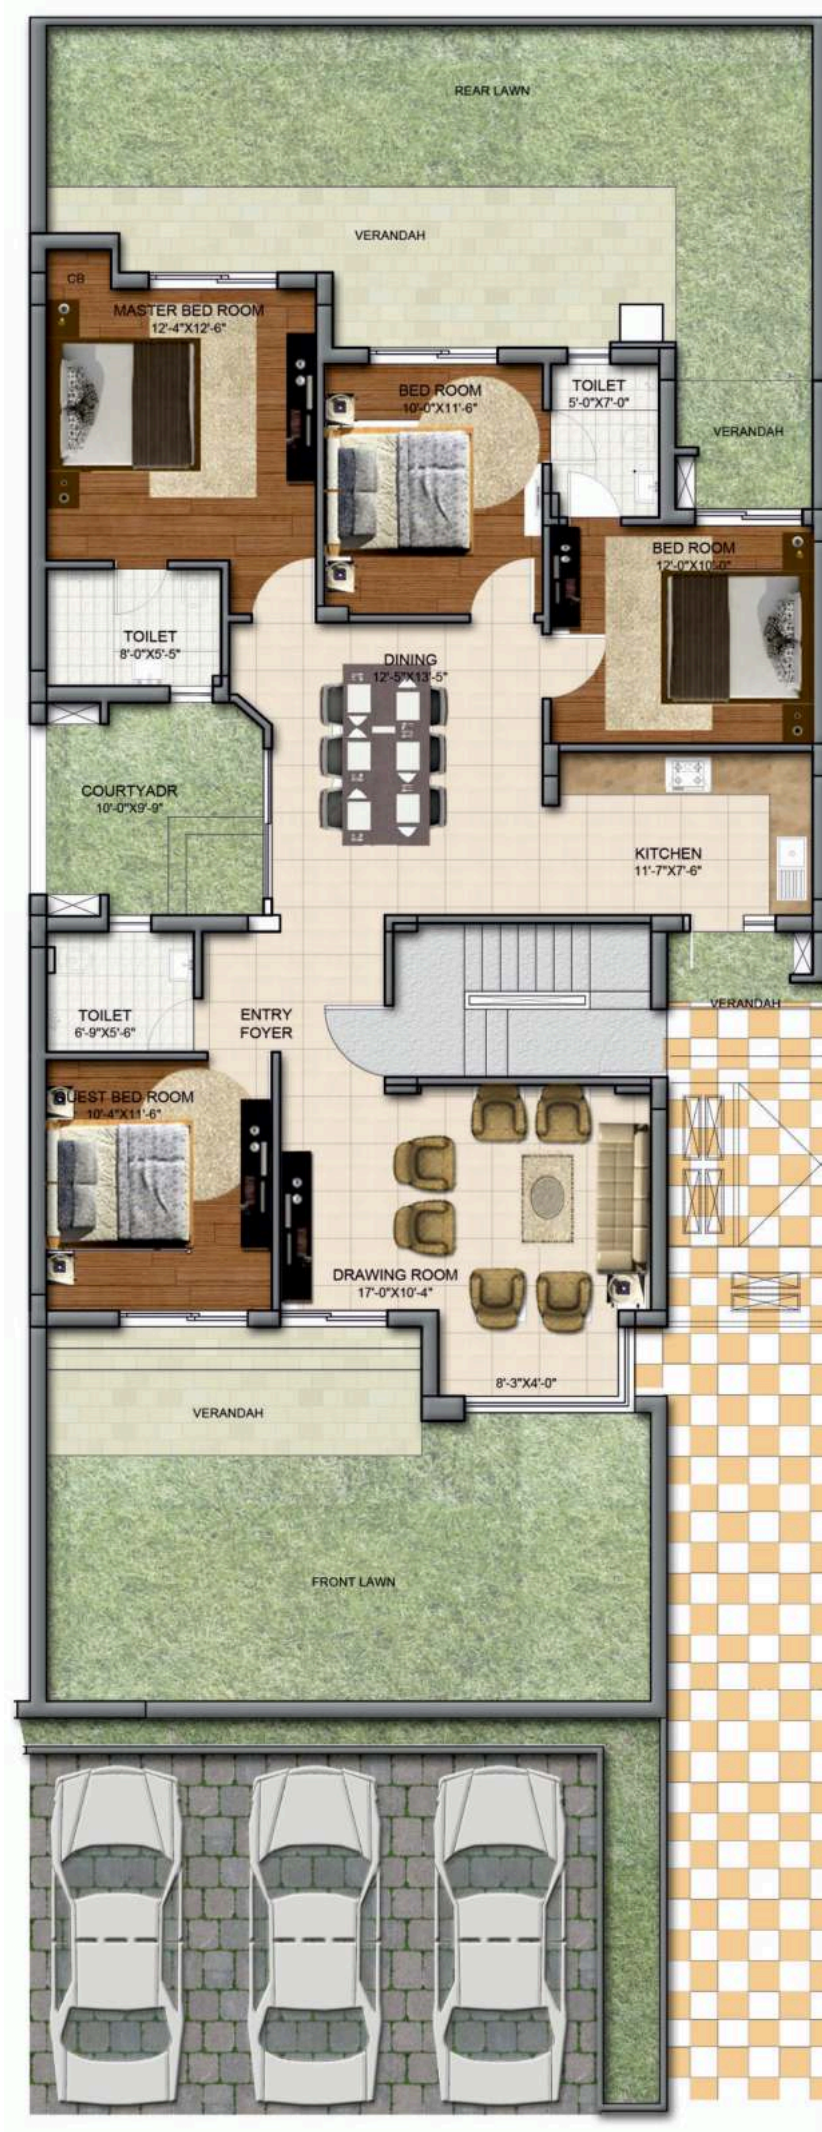 REAR LAWN
VERANDAH
CB
MASTER BED ROOM
12'-4"X12'-6"
BED ROOM
10'-0"X11'-6"
TOILET
5'-0"X7'-0"
VERANDAH
BED ROOM
12'-0"X10'-0"
TOILET
8'-0"X5'-5"
DINING
12'-5"X13'-5"
COURTYADR
10'-0"X9'-9"
KITCHEN
11'-7"X7'-6"
TOILET
6'-9"X5'-6"
ENTRY
FOYER
VERANDAH
GUEST BED ROOM
10'-4"X11'-6"
DRAWING ROOM
17'-0"X10'-4"
8'-3"X4'-0"
VERANDAH
FRONT LAWN